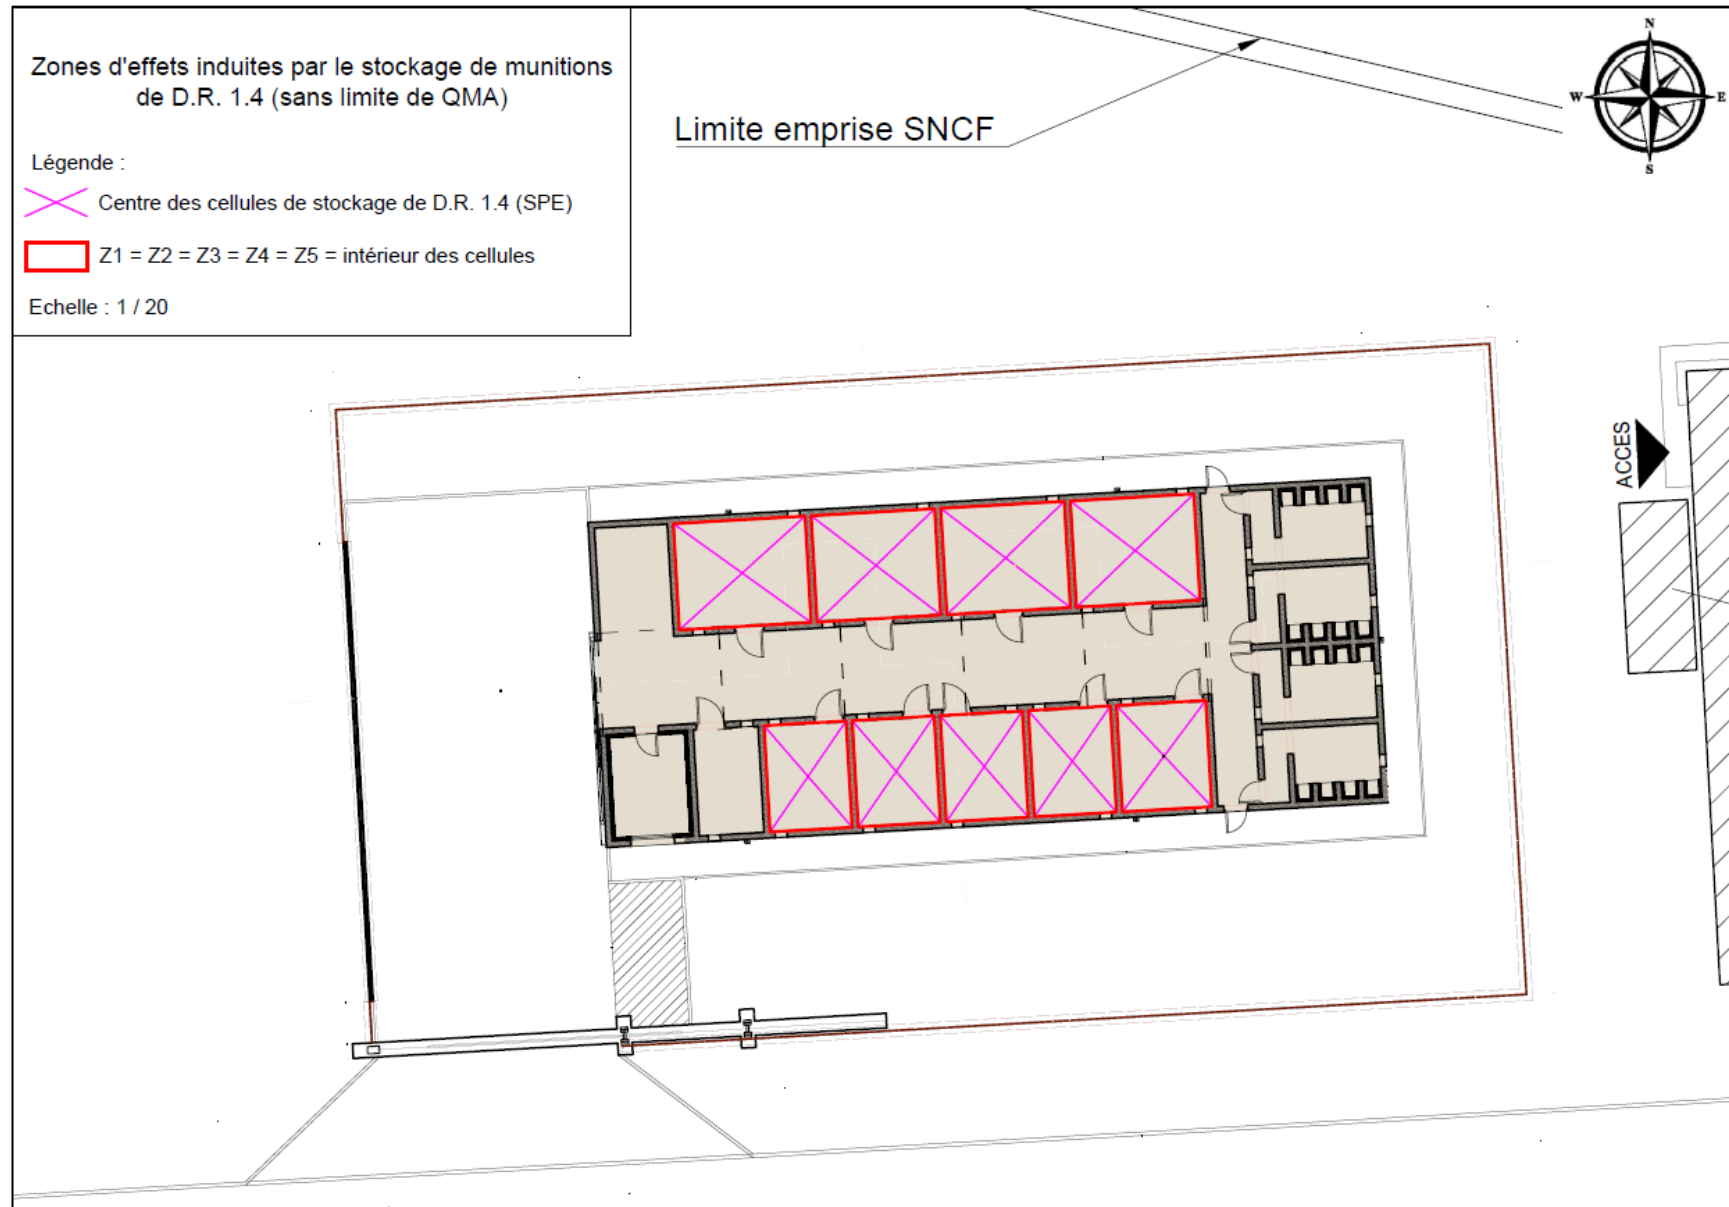 Zones d'effets induites par le stockage de munitions
de D.R. 1.4 (sans limite de QMA)
Légende :
Centre des cellules de stockage de D.R. 1.4 (SPE)
Z1 = Z2 = Z3 = Z4 = Z5 = intérieur des cellules
Echelle : 1 / 20
Limite emprise SNCF
N
W
E
S
ACCES